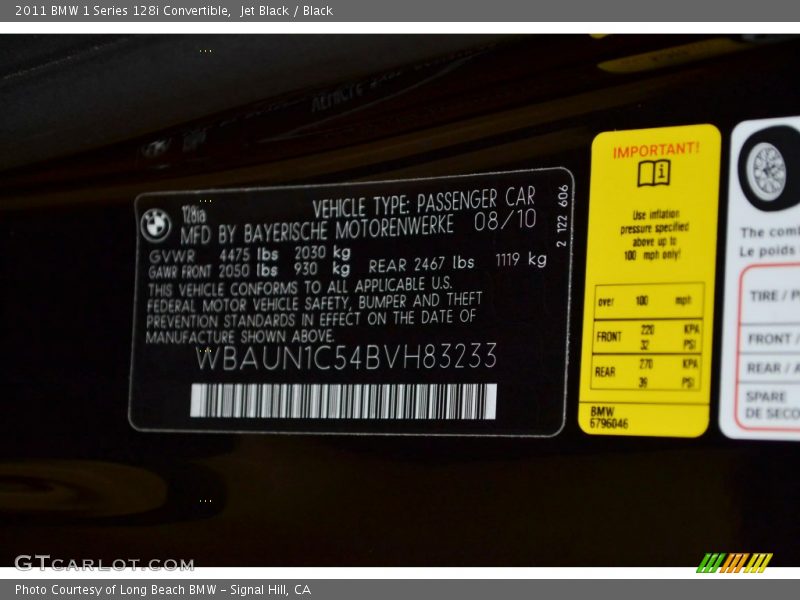 2011 BMW 1 Series 128i Convertible, Jet Black / Black
128ia
VEHICLE TYPE: PASSENGER CAR
MFD BY BAYERISCHE MOTORENWERKE 08/10
GVWR 4475 lbs 2030 kg
GAWR FRONT 2050 lbs 930 kg REAR 2467 lbs 1119 kg
THIS VEHICLE CONFORMS TO ALL APPLICABLE U.S.
FEDERAL MOTOR VEHICLE SAFETY, BUMPER AND THEFT
PREVENTION STANDARDS IN EFFECT ON THE DATE OF
MANUFACTURE SHOWN ABOVE.
WBAUN1C54BVH83233
2 122 606
IMPORTANT!
Use inflation
pressure specified
above up to
100 mph only!
over 100 mph
FRONT 220 KPA
32 PSI
REAR 270 KPA
39 PSI
BMW
6796046
The comb
Le poids
TIRE / P
FRONT /
REAR / A
SPARE
DE SECO
GTCARLOT.COM
Photo Courtesy of Long Beach BMW - Signal Hill, CA